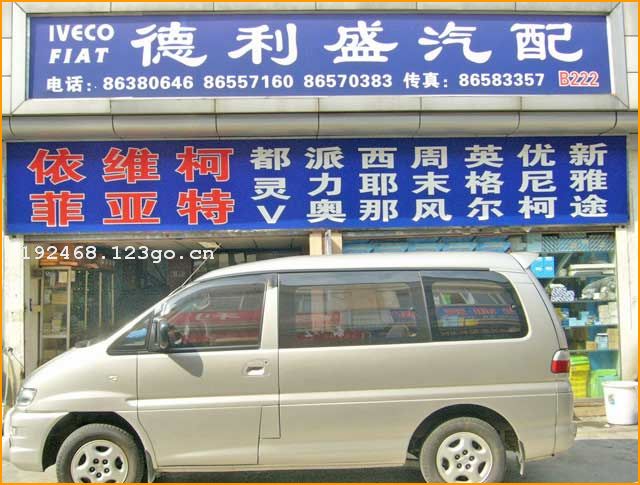 IVECO
FIAT
德利盛汽配
电话：86380646 86557160 86570383 传真：86583357 B222
依维柯 都派西周英优新
灵力耶末格尼雅
菲亚特 V奥那风尔柯途
192468.123go.cn